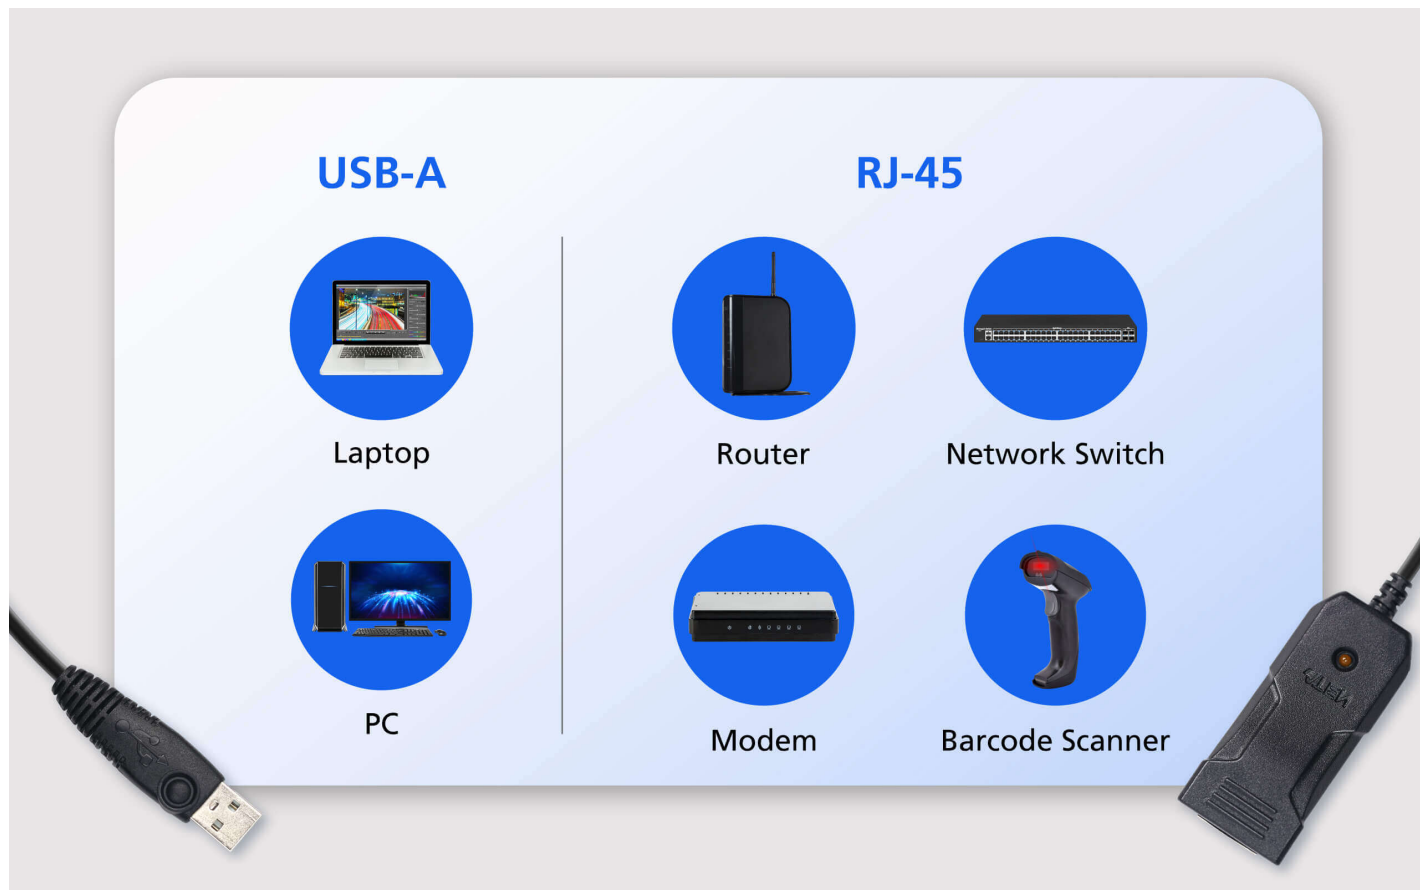 USB-A
RJ-45
Laptop
Router
Network Switch
PC
Modem
Barcode Scanner